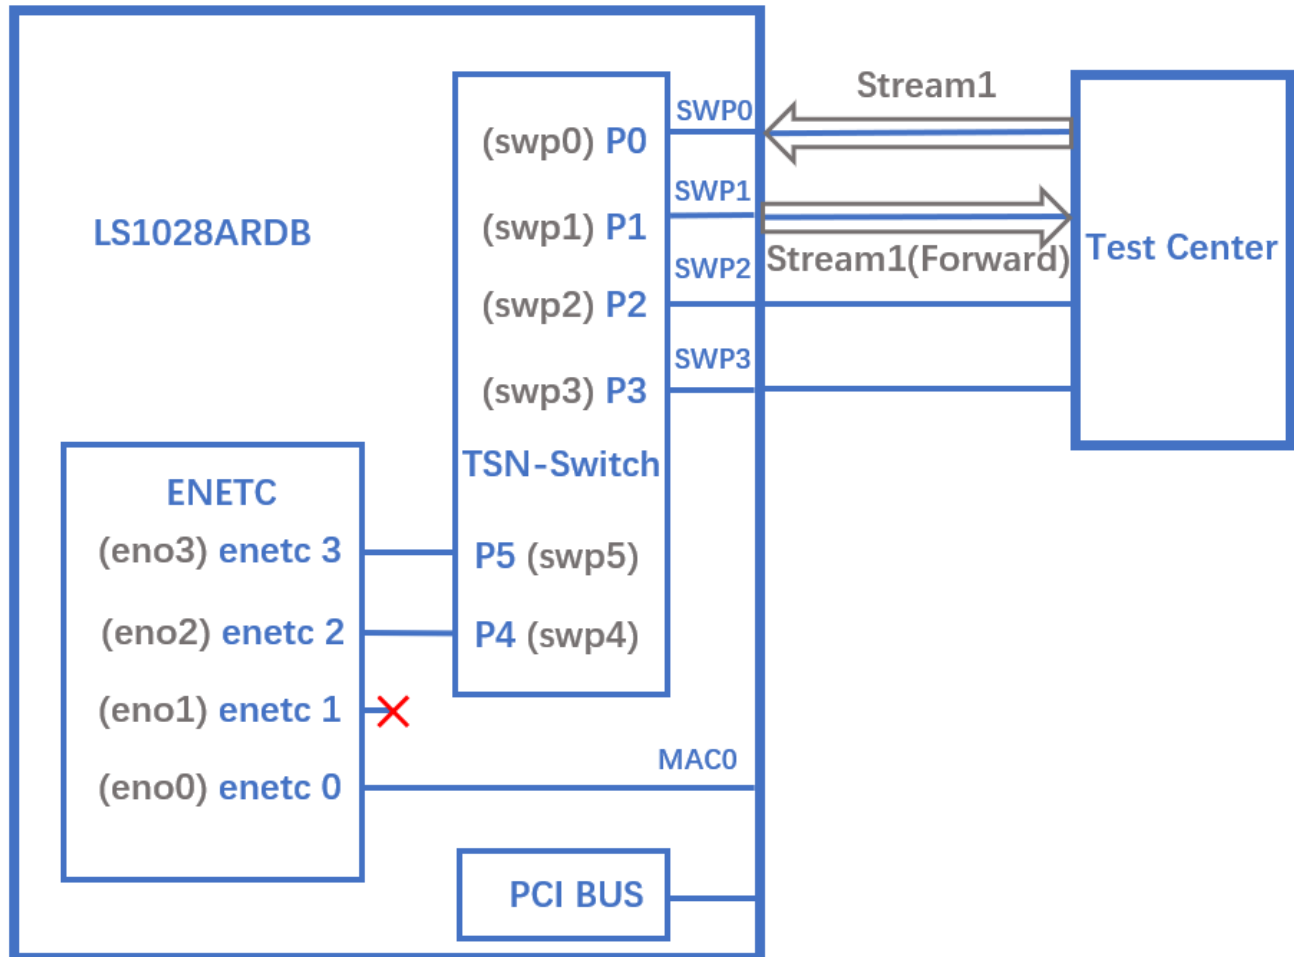 Stream1
SWP0
(swp0) P0
SWP1
(swp1) P1
LS1028ARDB
Test Center
Stream1(Forward)
SWP2
(swp2) P2
SWP3
(swp3) P3
TSN-Switch
ENETC
(eno3) enetc 3
P5 (swp5)
(eno2) enetc 2
P4 (swp4)
(eno1) enetc 1
MAC0
(eno0) enetc 0
PCI BUS